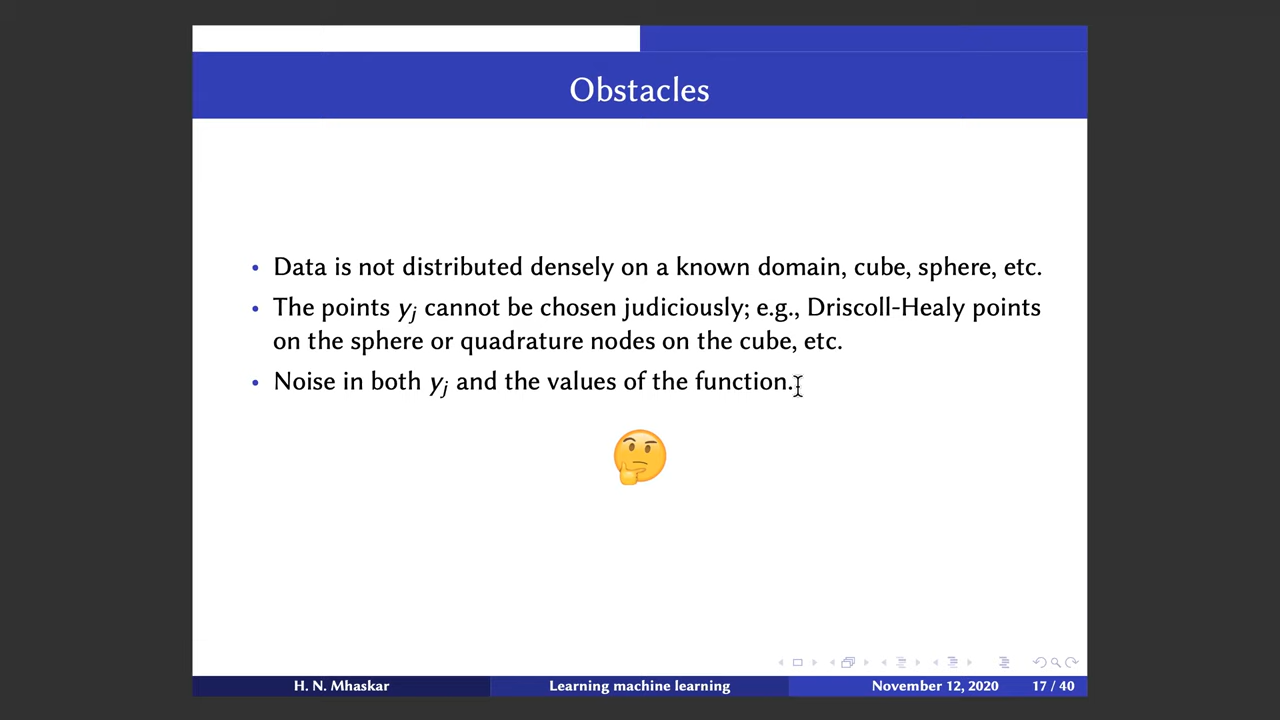 Obstacles
• Data is not distributed densely on a known domain, cube, sphere, etc.
• The points yj cannot be chosen judiciously; e.g., Driscoll-Healy points
on the sphere or quadrature nodes on the cube, etc.
• Noise in both yj and the values of the function.
H. N. Mhaskar Learning machine learning November 12, 2020 17 / 40